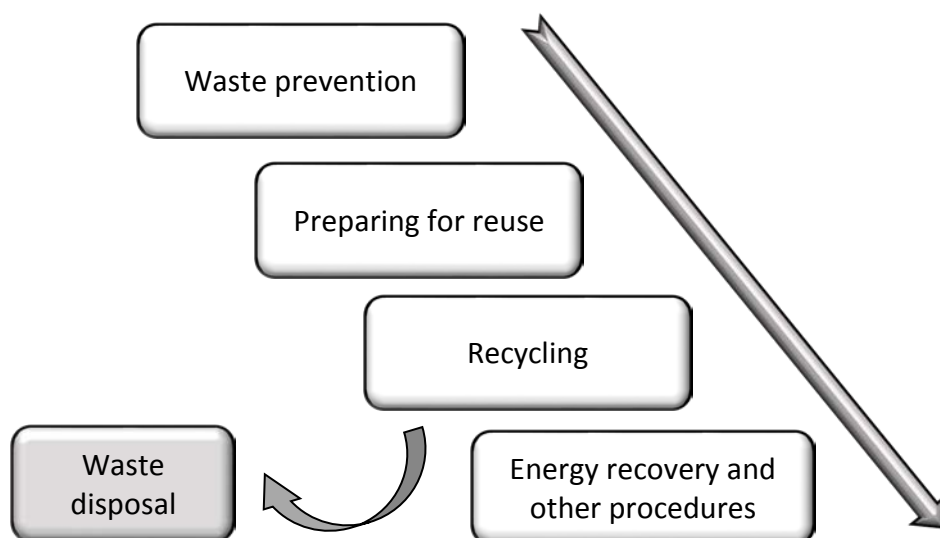 Waste prevention
Preparing for reuse
Recycling
Waste
disposal
Energy recovery and
other procedures